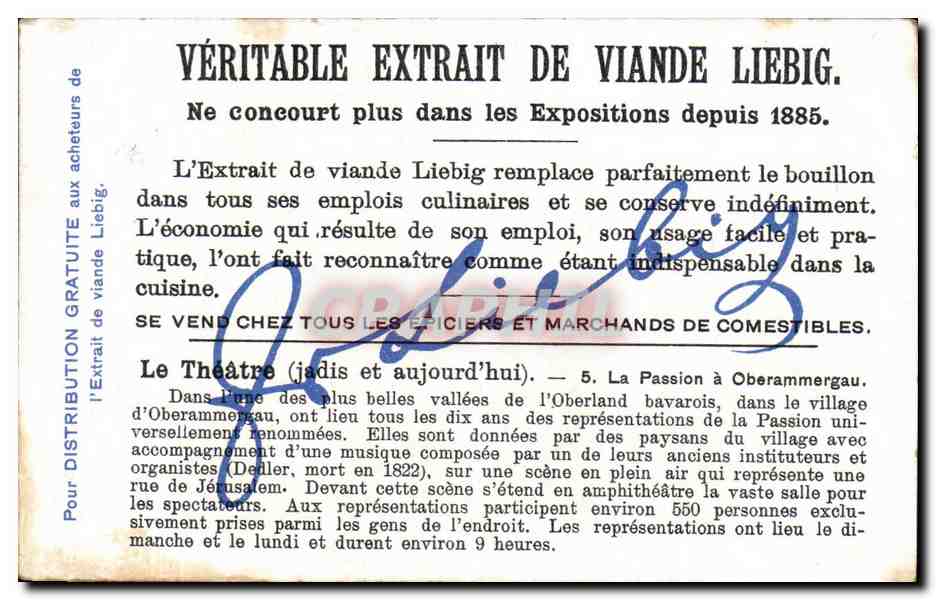 VÉRITABLE EXTRAIT DE VIANDE LIEBIG.
Ne concourt plus dans les Expositions depuis 1885.
L'Extrait de viande Liebig remplace parfaitement le bouillon
dans tous ses emplois culinaires et se conserve indéfiniment.
L'économie qui résulte de son emploi, son usage facile et pra-
tique, l'ont fait reconnaître comme étant indispensable dans la
cuisine.
SE VEND CHEZ TOUS LES ÉPICIERS ET MARCHANDS DE COMESTIBLES.
Le Théâtre (jadis et aujourd'hui). — 5. La Passion à Oberammergau.
Dans l'une des plus belles vallées de l'Oberland bavarois, dans le village
d'Oberammergau, ont lieu tous les dix ans des représentations de la Passion uni-
versellement renommées. Elles sont données par des paysans du village avec
accompagnement d'une musique composée par un de leurs anciens instituteurs et
organistes (Dedler, mort en 1822), sur une scène en plein air qui représente une
rue de Jérusalem. Devant cette scène s'étend en amphithéâtre la vaste salle pour
les spectateurs. Aux représentations participent environ 550 personnes exclu-
sivement prises parmi les gens de l'endroit. Les représentations ont lieu le di-
manche et le lundi et durent environ 9 heures.
Pour DISTRIBUTION GRATUITE aux acheteurs de
l'Extrait de viande Liebig.
Liebig